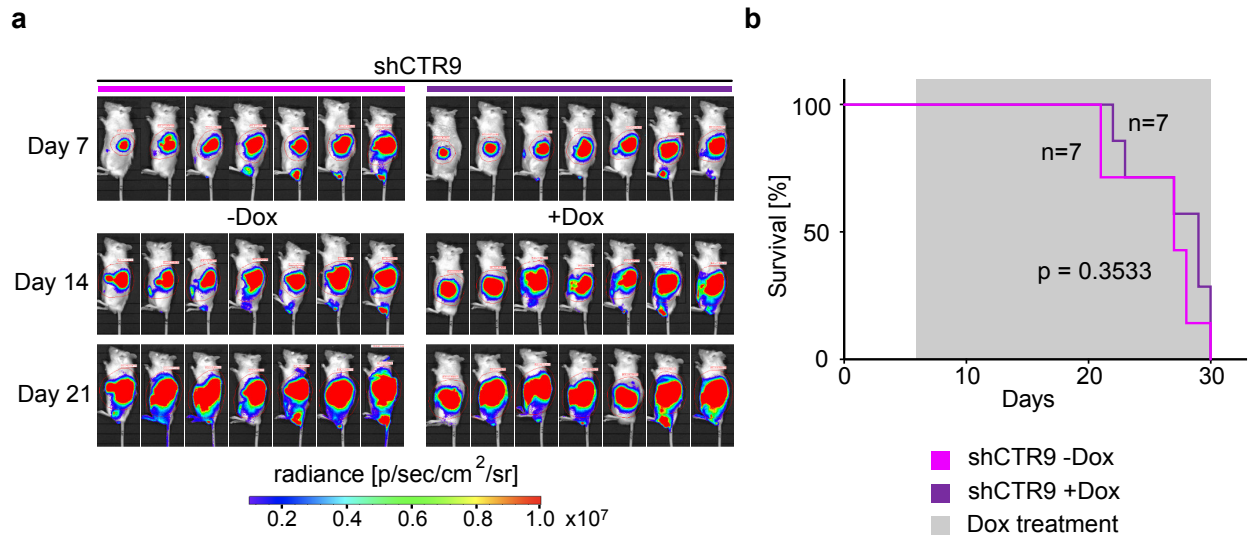 a
shCTR9
Day 7
-Dox
+Dox
Day 14
Day 21
radiance [p/sec/cm²/sr]
0.2 0.4 0.6 0.8 1.0 x10⁷
b
100
n=7
n=7
50
Survival [%]
p = 0.3533
0
0 10 20 30
Days
shCTR9 -Dox
shCTR9 +Dox
Dox treatment